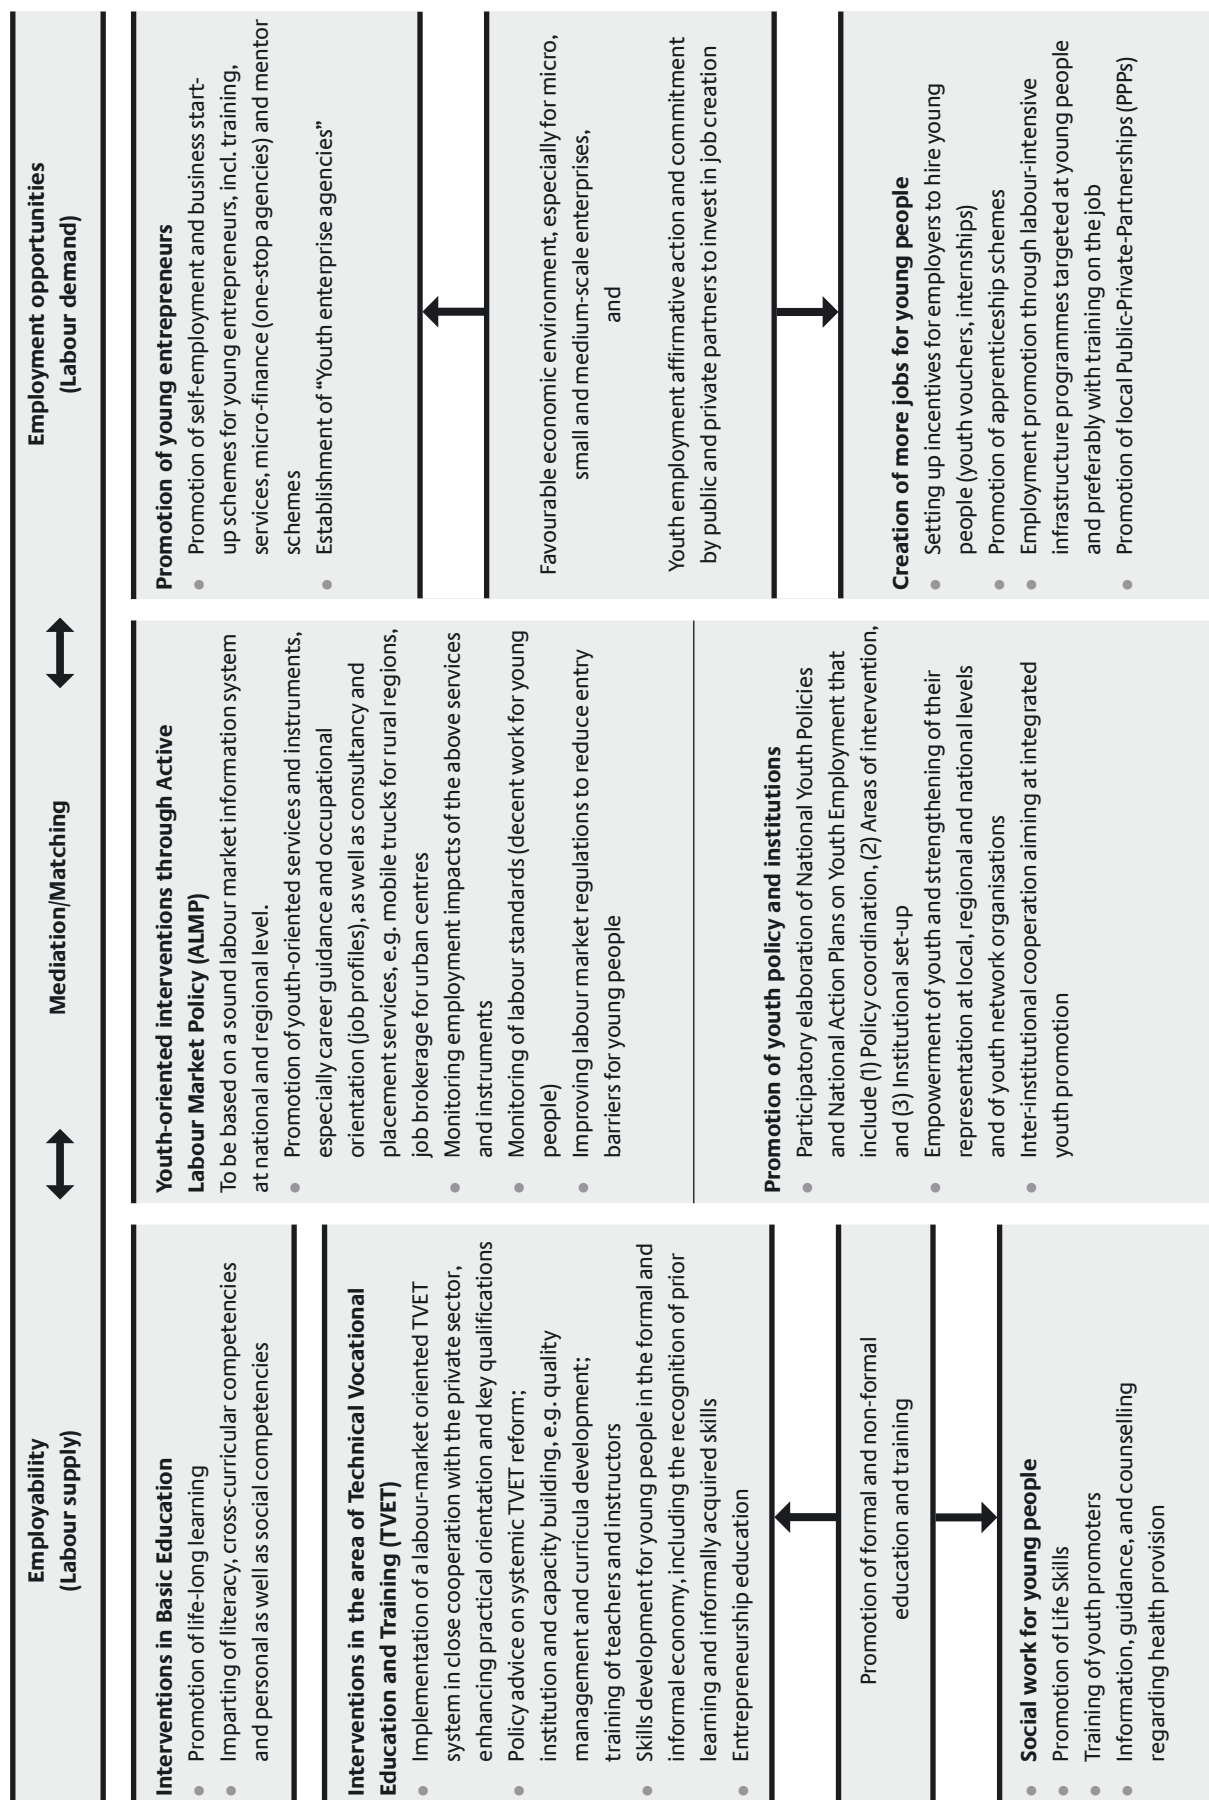 Employability
(Labour supply)
Mediation/Matching
Employment opportunities
(Labour demand)
Interventions in Basic Education
● Promotion of life-long learning
● Imparting of literacy, cross-curricular competencies
and personal as well as social competencies
Interventions in the area of Technical Vocational
Education and Training (TVET)
● Implementation of a labour-market oriented TVET
system in close cooperation with the private sector,
enhancing practical orientation and key qualifications
● Policy advice on systemic TVET reform;
institution and capacity building, e.g. quality
management and curricula development;
training of teachers and instructors
● Skills development for young people in the formal and
informal economy, including the recognition of prior
learning and informally acquired skills
● Entrepreneurship education
Promotion of formal and non-formal
education and training
● Social work for young people
● Promotion of Life Skills
● Training of youth promoters
● Information, guidance, and counselling
regarding health provision
Youth-oriented interventions through Active
Labour Market Policy (ALMP)
To be based on a sound labour market information system
at national and regional level.
● Promotion of youth-oriented services and instruments,
especially career guidance and occupational
orientation (job profiles), as well as consultancy and
placement services, e.g. mobile trucks for rural regions,
job brokerage for urban centres
● Monitoring employment impacts of the above services
and instruments
● Monitoring of labour standards (decent work for young
people)
● Improving labour market regulations to reduce entry
barriers for young people
Promotion of youth policy and institutions
● Participatory elaboration of National Youth Policies
and National Action Plans on Youth Employment that
include (1) Policy coordination, (2) Areas of intervention,
and (3) Institutional set-up
● Empowerment of youth and strengthening of their
representation at local, regional and national levels
and of youth network organisations
● Inter-institutional cooperation aiming at integrated
youth promotion
Promotion of young entrepreneurs
● Promotion of self-employment and business start-
up schemes for young entrepreneurs, incl. training,
services, micro-finance (one-stop agencies) and mentor
schemes
● Establishment of “Youth enterprise agencies”
Favourable economic environment, especially for micro,
small and medium-scale enterprises,
and
Youth employment affirmative action and commitment
by public and private partners to invest in job creation
Creation of more jobs for young people
● Setting up incentives for employers to hire young
people (youth vouchers, internships)
● Promotion of apprenticeship schemes
● Employment promotion through labour-intensive
infrastructure programmes targeted at young people
and preferably with training on the job
● Promotion of local Public-Private-Partnerships (PPPs)